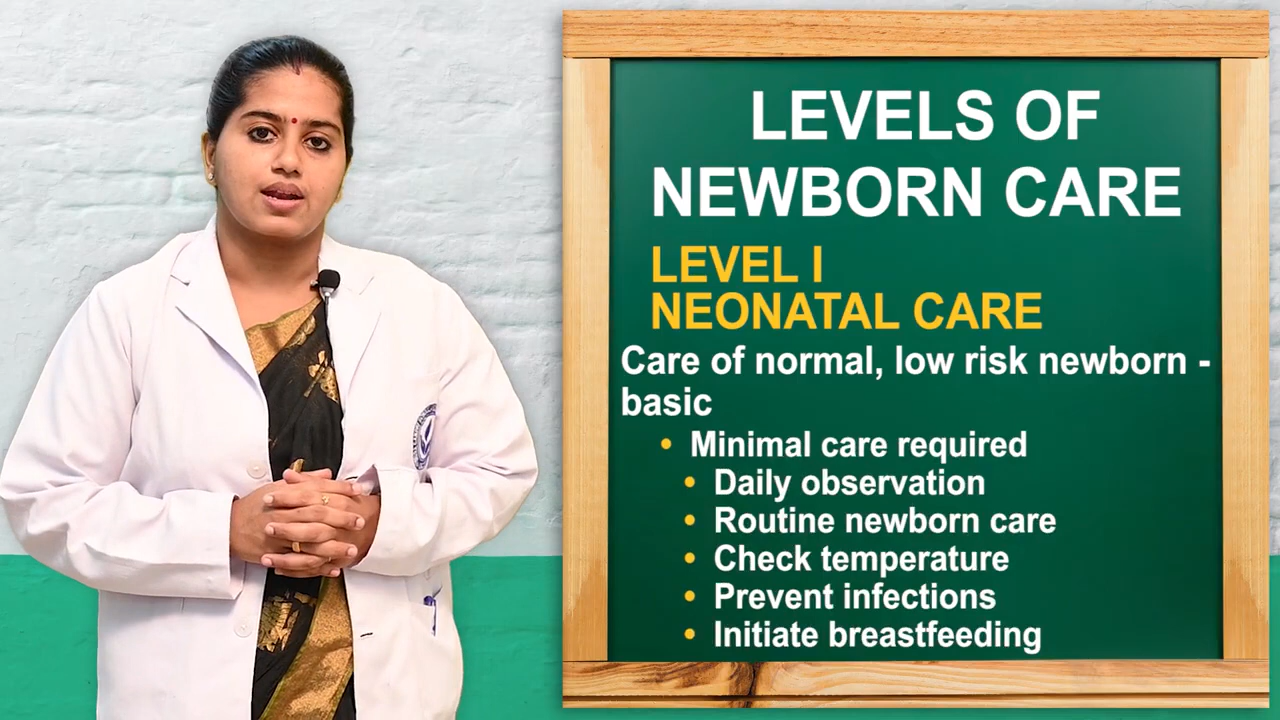 LEVELS OF
NEWBORN CARE
LEVEL I
NEONATAL CARE
Care of normal, low risk newborn -
basic
• Minimal care required
• Daily observation
• Routine newborn care
• Check temperature
• Prevent infections
• Initiate breastfeeding